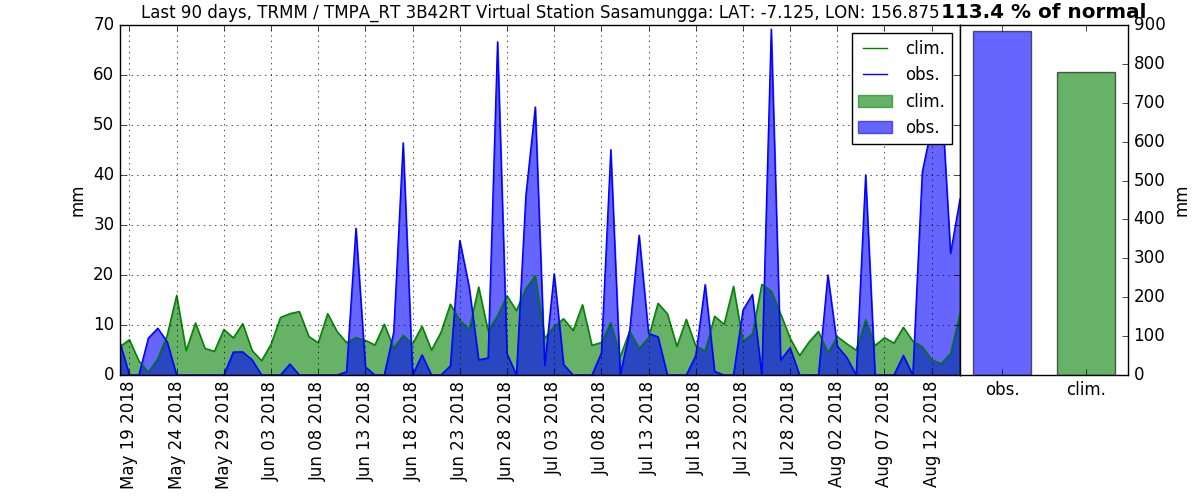 Last 90 days, TRMM / TMPA_RT 3B42RT Virtual Station Sasamungga: LAT: -7.125, LON: 156.875
113.4 % of normal
70
60
50
40
30
20
10
0
mm
clim.
obs.
clim.
obs.
900
800
700
600
500
400
300
200
100
0
mm
obs.
clim.
May 19 2018
May 24 2018
May 29 2018
Jun 03 2018
Jun 08 2018
Jun 13 2018
Jun 18 2018
Jun 23 2018
Jun 28 2018
Jul 03 2018
Jul 08 2018
Jul 13 2018
Jul 18 2018
Jul 23 2018
Jul 28 2018
Aug 02 2018
Aug 07 2018
Aug 12 2018